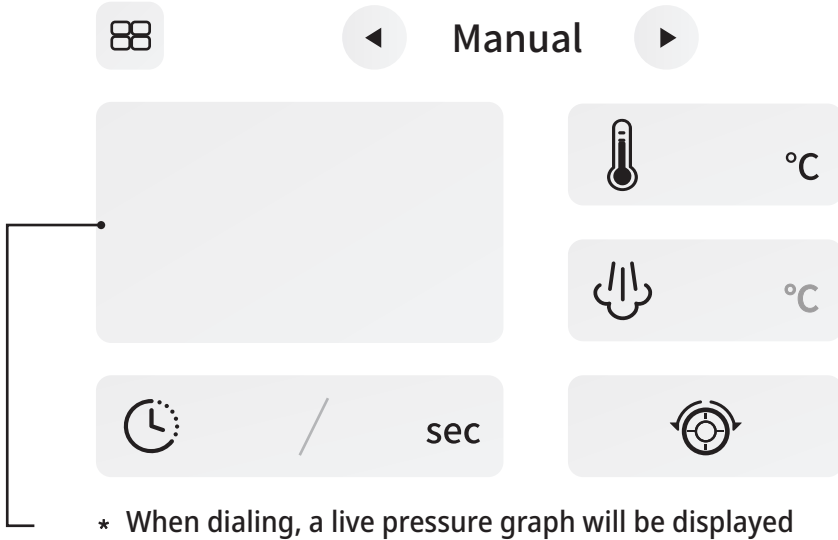 Manual
°C
°C
/ sec
* When dialing, a live pressure graph will be displayed